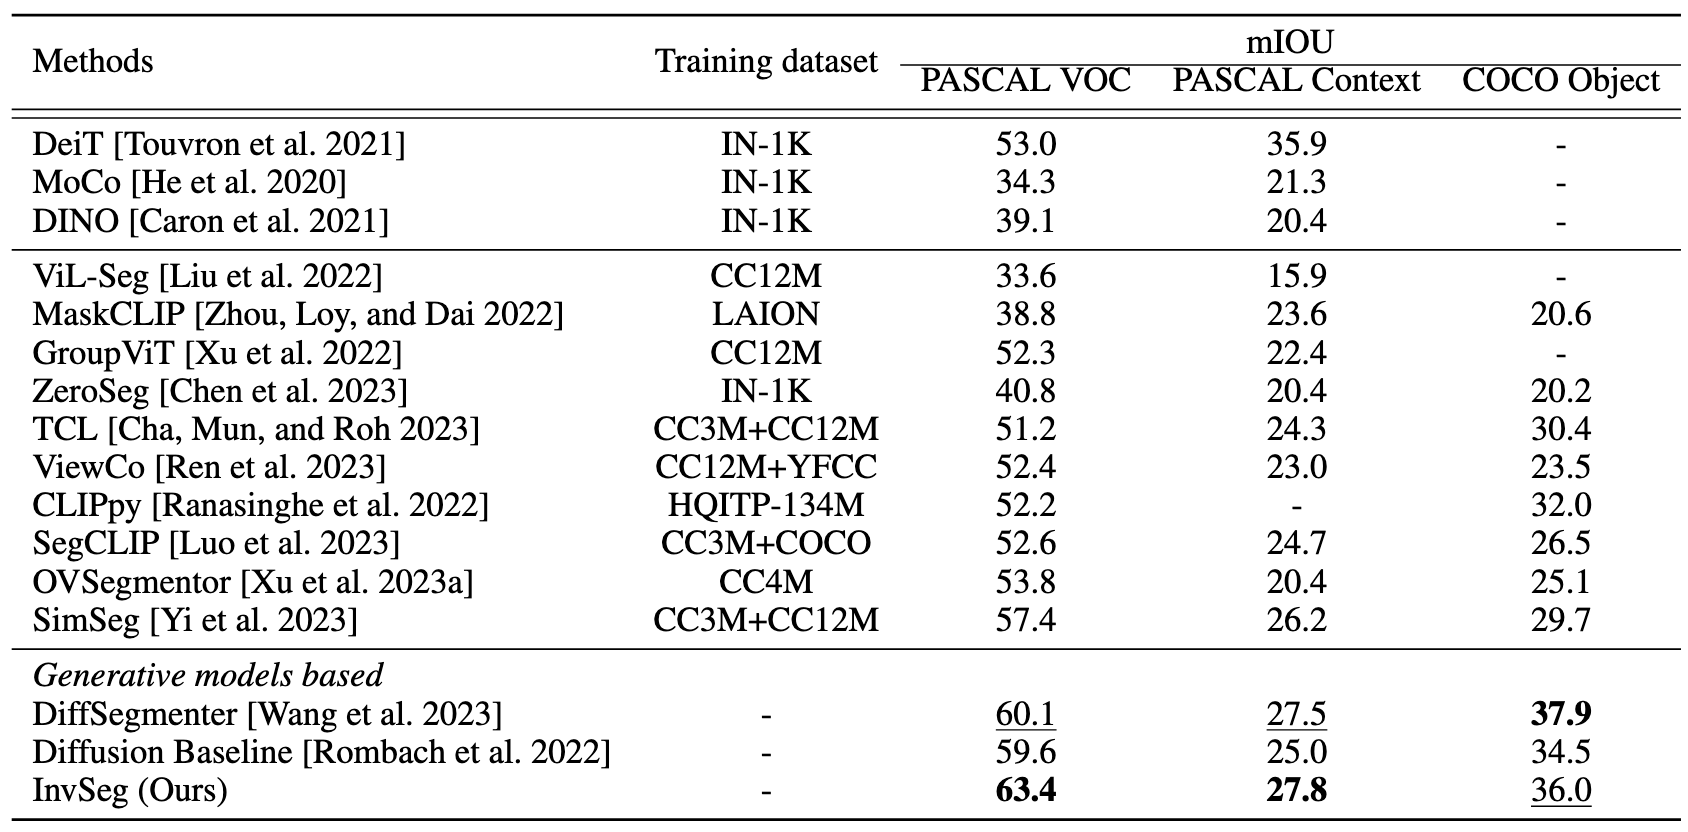 Methods Training dataset mIOU
PASCAL VOC PASCAL Context COCO Object
DeiT [Touvron et al. 2021] IN-1K 53.0 35.9 -
MoCo [He et al. 2020] IN-1K 34.3 21.3 -
DINO [Caron et al. 2021] IN-1K 39.1 20.4 -
ViL-Seg [Liu et al. 2022] CC12M 33.6 15.9 -
MaskCLIP [Zhou, Loy, and Dai 2022] LAION 38.8 23.6 20.6
GroupViT [Xu et al. 2022] CC12M 52.3 22.4 -
ZeroSeg [Chen et al. 2023] IN-1K 40.8 20.4 20.2
TCL [Cha, Mun, and Roh 2023] CC3M+CC12M 51.2 24.3 30.4
ViewCo [Ren et al. 2023] CC12M+YFCC 52.4 23.0 23.5
CLIPpy [Ranasinghe et al. 2022] HQITP-134M 52.2 - 32.0
SegCLIP [Luo et al. 2023] CC3M+COCO 52.6 24.7 26.5
OVSegmentor [Xu et al. 2023a] CC4M 53.8 20.4 25.1
SimSeg [Yi et al. 2023] CC3M+CC12M 57.4 26.2 29.7
Generative models based
DiffSegmenter [Wang et al. 2023] - 60.1 27.5 37.9
Diffusion Baseline [Rombach et al. 2022] - 59.6 25.0 34.5
InvSeg (Ours) - 63.4 27.8 36.0